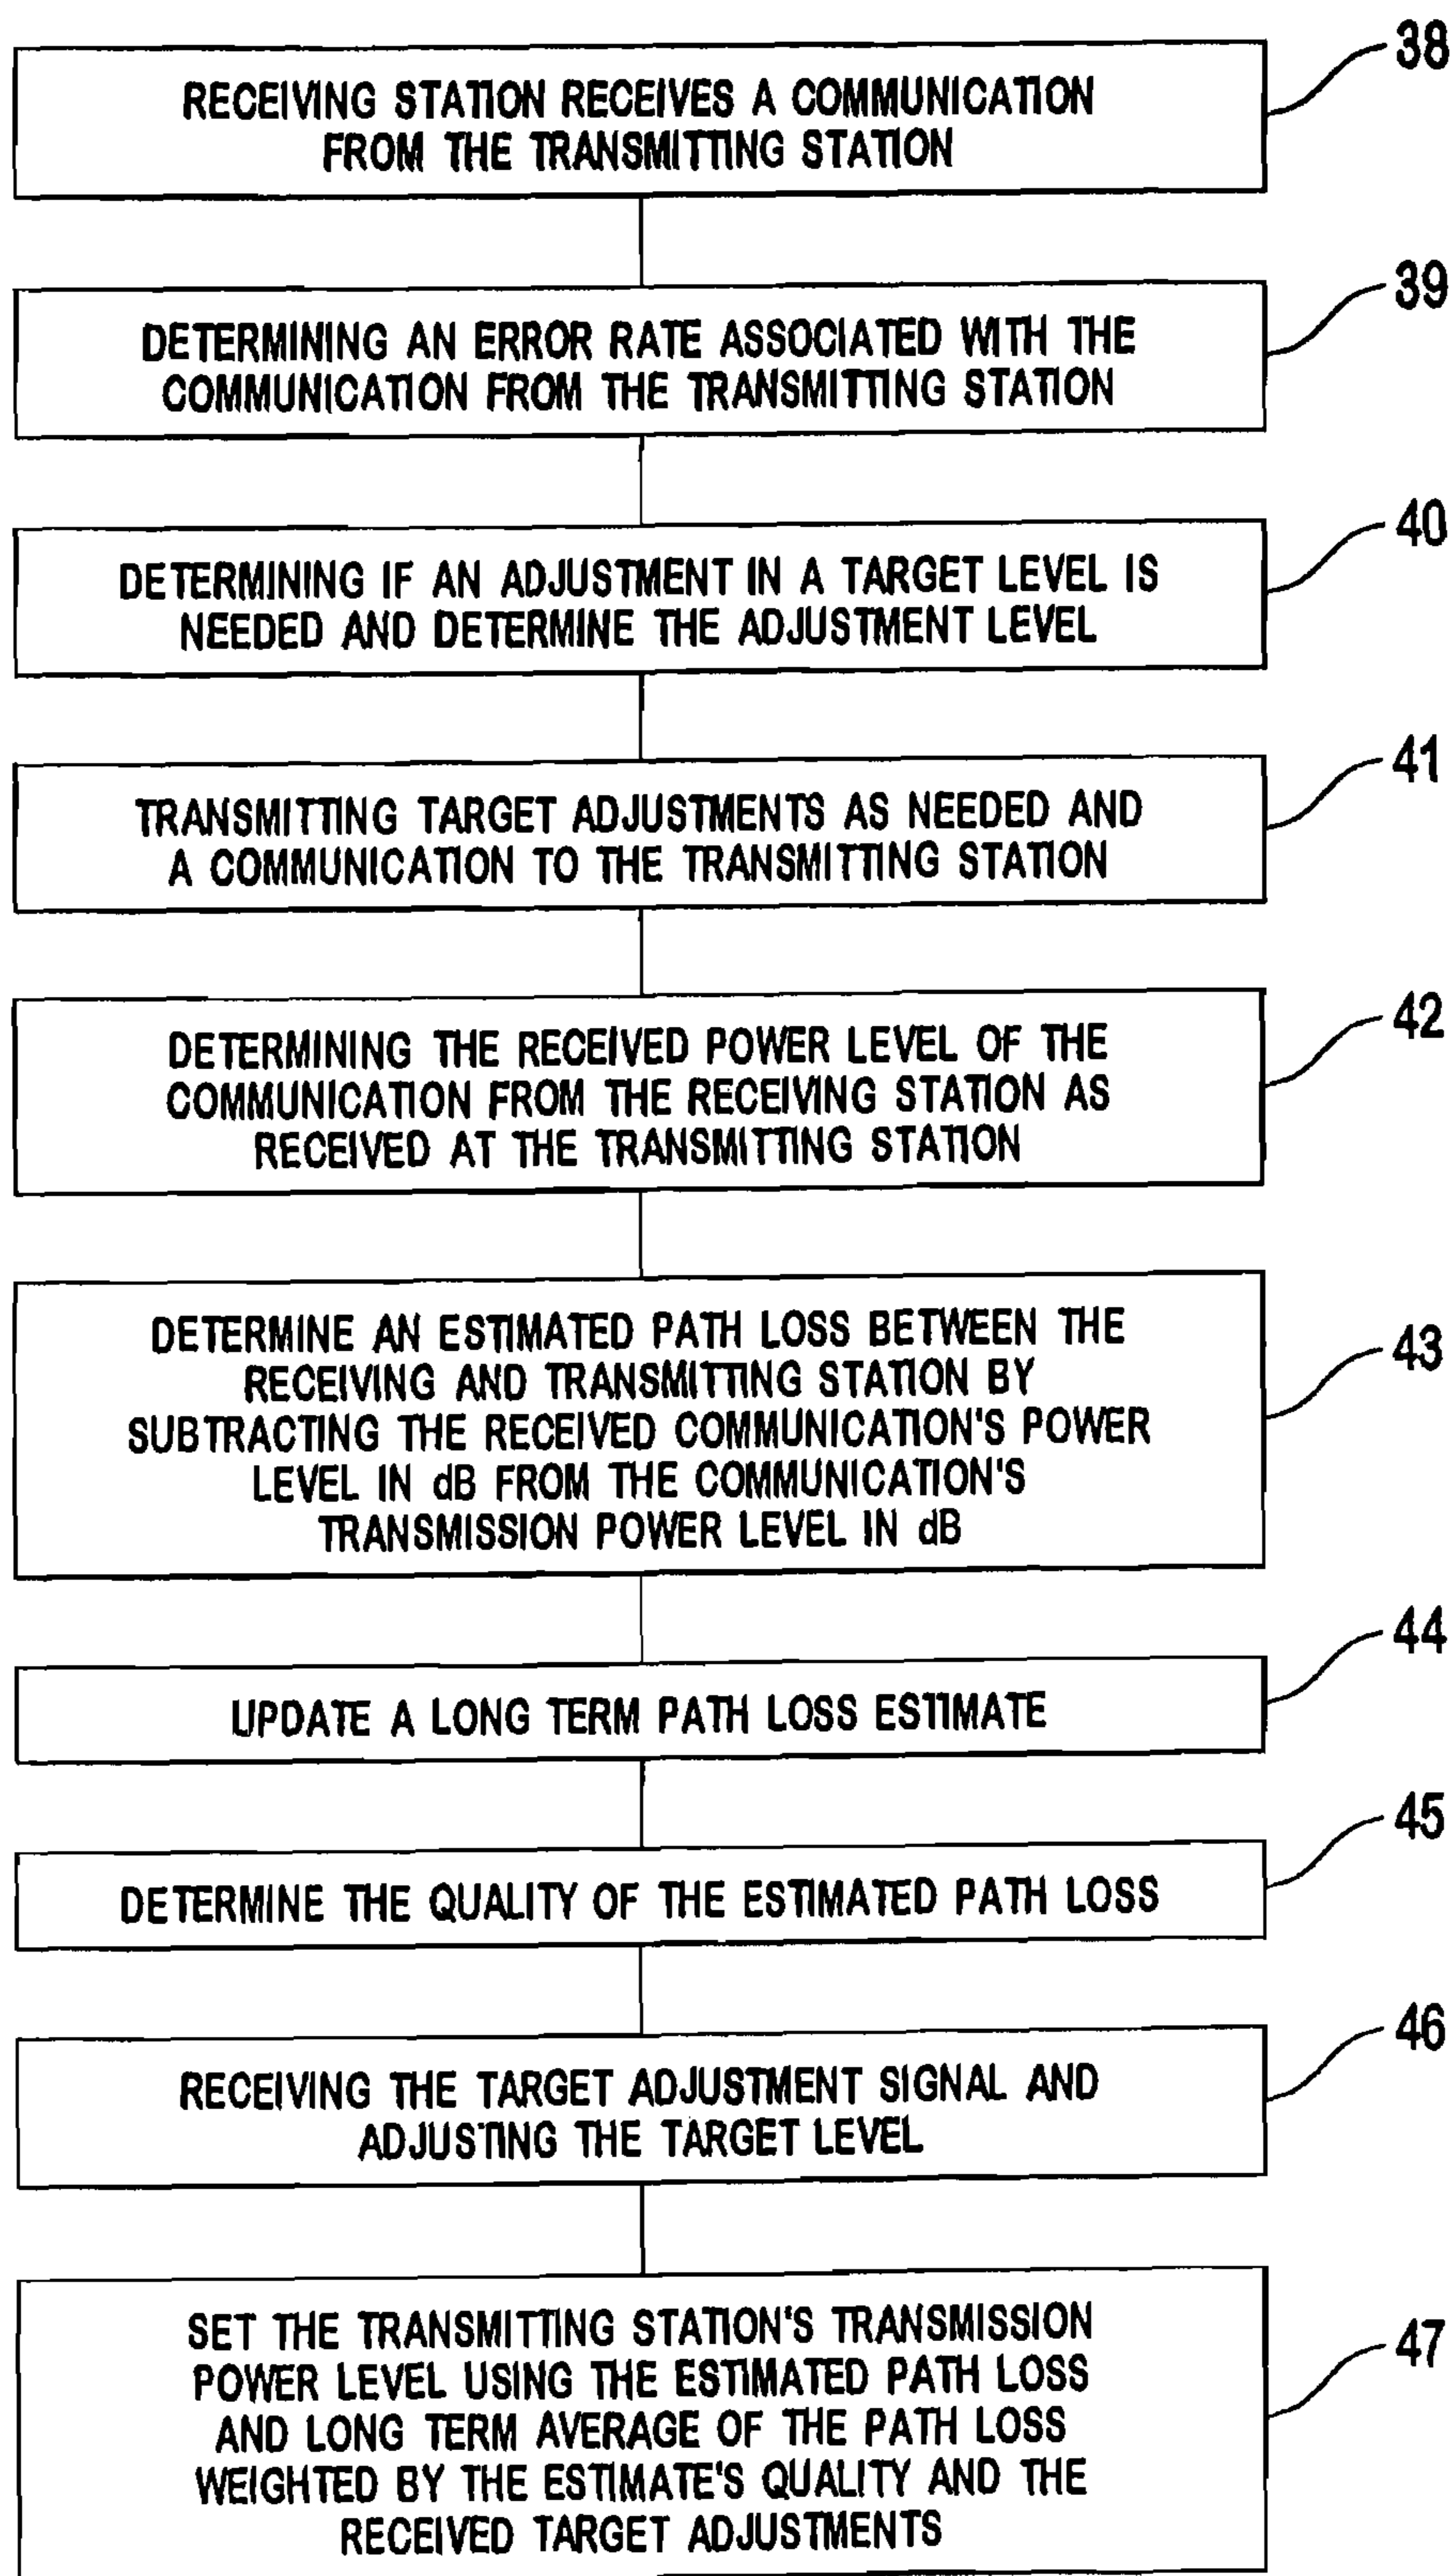 38
RECEIVING STATION RECEIVES A COMMUNICATION
FROM THE TRANSMITTING STATION
39
DETERMINING AN ERROR RATE ASSOCIATED WITH THE
COMMUNICATION FROM THE TRANSMITTING STATION
40
DETERMINING IF AN ADJUSTMENT IN A TARGET LEVEL IS
NEEDED AND DETERMINE THE ADJUSTMENT LEVEL
41
TRANSMITTING TARGET ADJUSTMENTS AS NEEDED AND
A COMMUNICATION TO THE TRANSMITTING STATION
42
DETERMINING THE RECEIVED POWER LEVEL OF THE
COMMUNICATION FROM THE RECEIVING STATION AS
RECEIVED AT THE TRANSMITTING STATION
43
DETERMINE AN ESTIMATED PATH LOSS BETWEEN THE
RECEIVING AND TRANSMITTING STATION BY
SUBTRACTING THE RECEIVED COMMUNICATION'S POWER
LEVEL IN dB FROM THE COMMUNICATION'S
TRANSMISSION POWER LEVEL IN dB
44
UPDATE A LONG TERM PATH LOSS ESTIMATE
45
DETERMINE THE QUALITY OF THE ESTIMATED PATH LOSS
46
RECEIVING THE TARGET ADJUSTMENT SIGNAL AND
ADJUSTING THE TARGET LEVEL
47
SET THE TRANSMITTING STATION'S TRANSMISSION
POWER LEVEL USING THE ESTIMATED PATH LOSS
AND LONG TERM AVERAGE OF THE PATH LOSS
WEIGHTED BY THE ESTIMATE'S QUALITY AND THE
RECEIVED TARGET ADJUSTMENTS